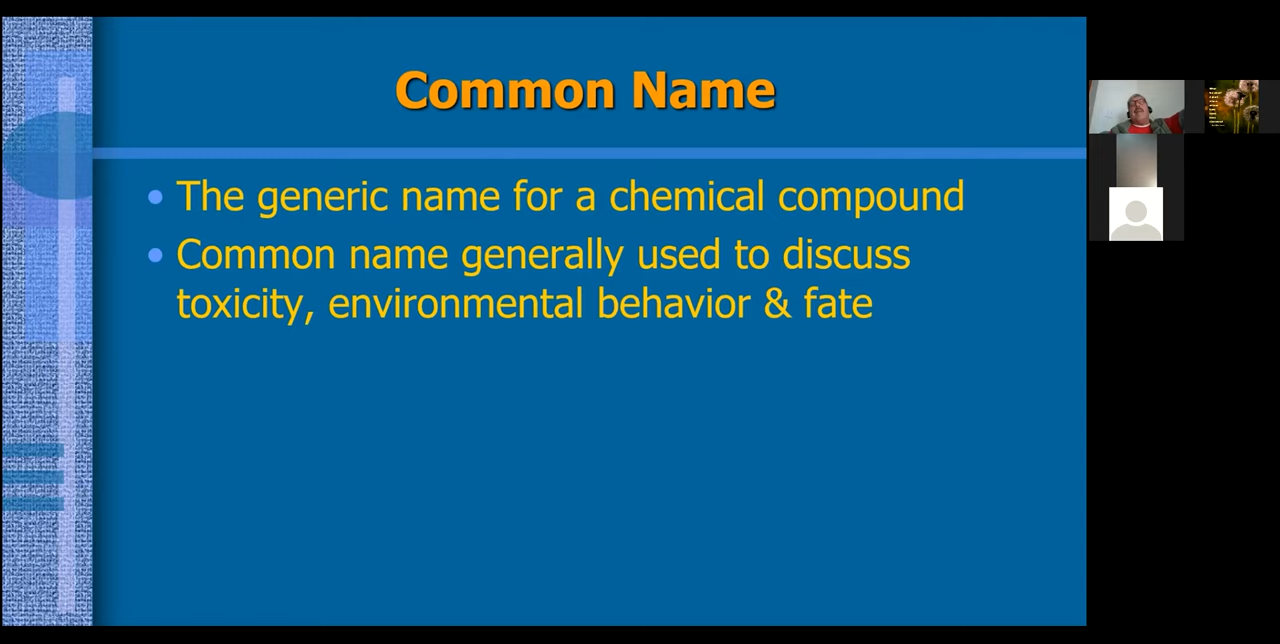 Common Name
• The generic name for a chemical compound
• Common name generally used to discuss
toxicity, environmental behavior & fate